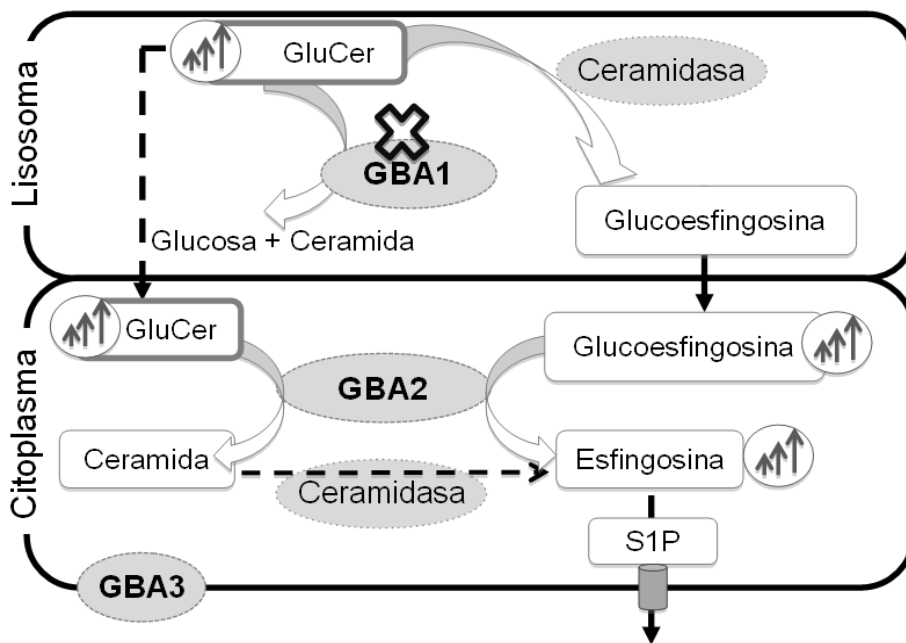 Lisosoma
GluCer
Ceramidasa
GBA1
Glucoesfingosina
Glucosa + Ceramida
Citoplasma
GluCer
Glucoesfingosina
GBA2
Ceramida
Esfingosina
Ceramidasa
S1P
GBA3